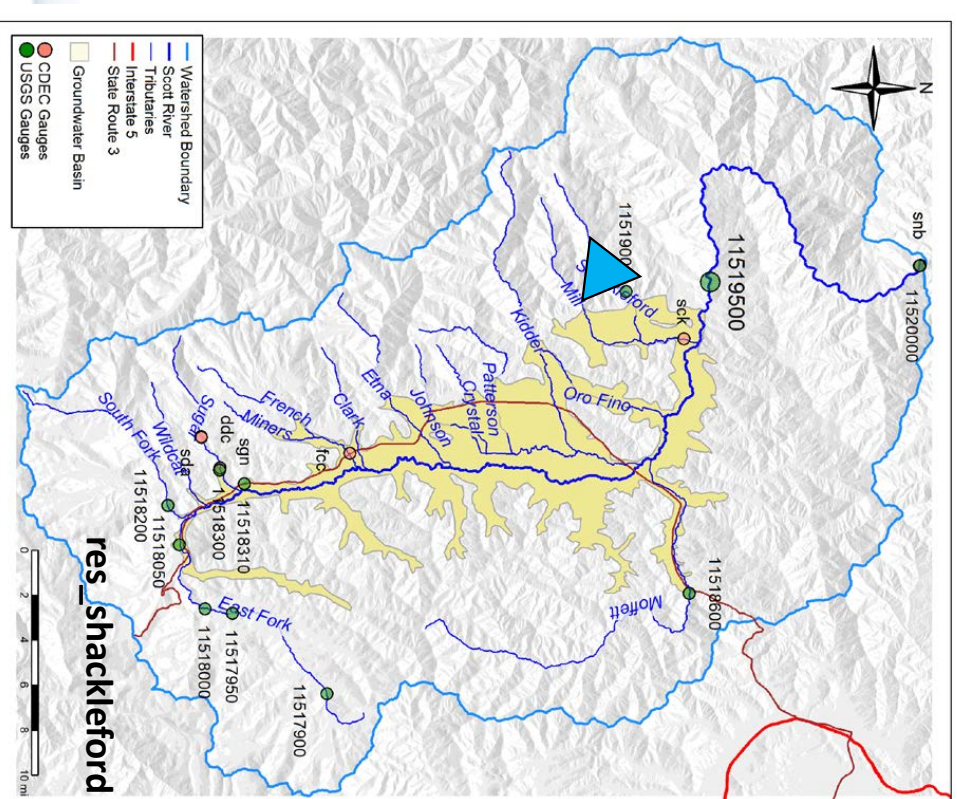 N
Watershed Boundary
Scott River
Tributaries
Interstate 5
State Route 3
Groundwater Basin
CDEC Gauges
USGS Gauges
snb
11520000
11519500
sck
Mill
Kidder
Oro Fino
Patterson
Crystal
Johnson
Etna
Clark
French
Miners
Sugar
Wildcat
South Fork
fcc
sgn
ddc
sda
11518310
11518300
11518200
11518050
11518600
Moffett
East Fork
11517950
11518000
11517900
0 2 4 6 8 10 mi
res_shackleford